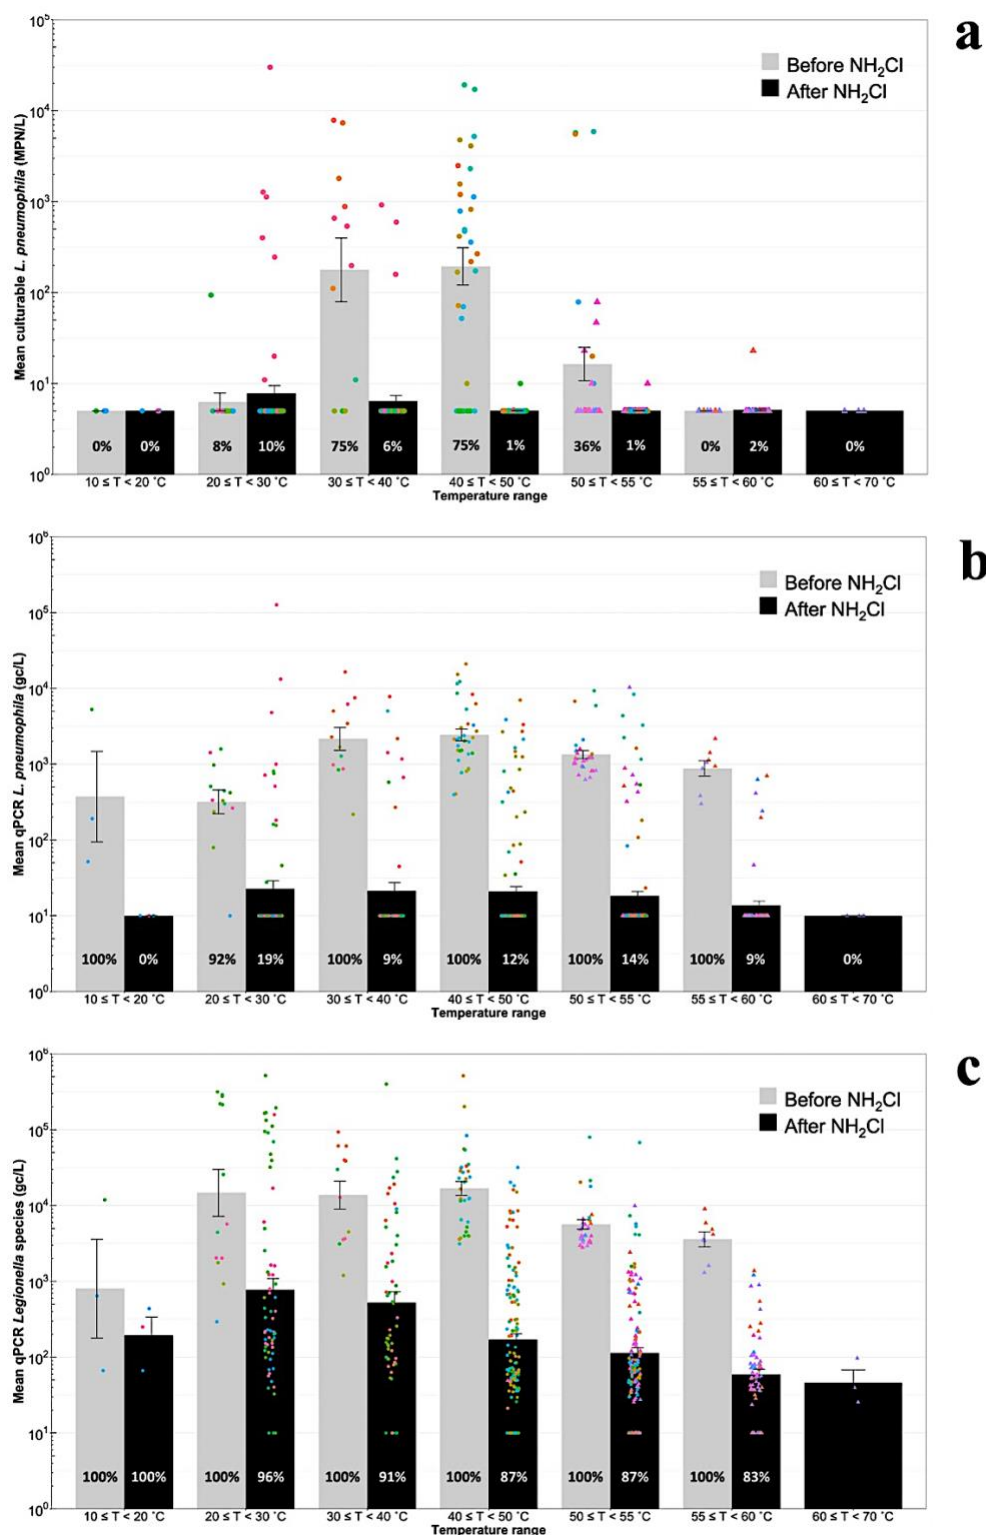 a
10⁵
10⁴
10³
10²
10¹
10⁰
Mean culturable L. pneumophila (MPN/L)
Before NH₂Cl
After NH₂Cl
0% 0% 8% 10% 75% 6% 75% 1% 36% 1% 0% 2% 0%
10 ≤ T < 20 ˚C 20 ≤ T < 30 ˚C 30 ≤ T < 40 ˚C 40 ≤ T < 50 ˚C 50 ≤ T < 55 ˚C 55 ≤ T < 60 ˚C 60 ≤ T < 70 ˚C
Temperature range
b
10⁶
10⁵
10⁴
10³
10²
10¹
10⁰
Mean qPCR L. pneumophila (gc/L)
Before NH₂Cl
After NH₂Cl
100% 0% 92% 19% 100% 9% 100% 12% 100% 14% 100% 9% 0%
10 ≤ T < 20 ˚C 20 ≤ T < 30 ˚C 30 ≤ T < 40 ˚C 40 ≤ T < 50 ˚C 50 ≤ T < 55 ˚C 55 ≤ T < 60 ˚C 60 ≤ T < 70 ˚C
Temperature range
c
10⁶
10⁵
10⁴
10³
10²
10¹
10⁰
Mean qPCR Legionella species (gc/L)
Before NH₂Cl
After NH₂Cl
100% 100% 100% 96% 100% 91% 100% 87% 100% 87% 100% 83%
10 ≤ T < 20 ˚C 20 ≤ T < 30 ˚C 30 ≤ T < 40 ˚C 40 ≤ T < 50 ˚C 50 ≤ T < 55 ˚C 55 ≤ T < 60 ˚C 60 ≤ T < 70 ˚C
Temperature range